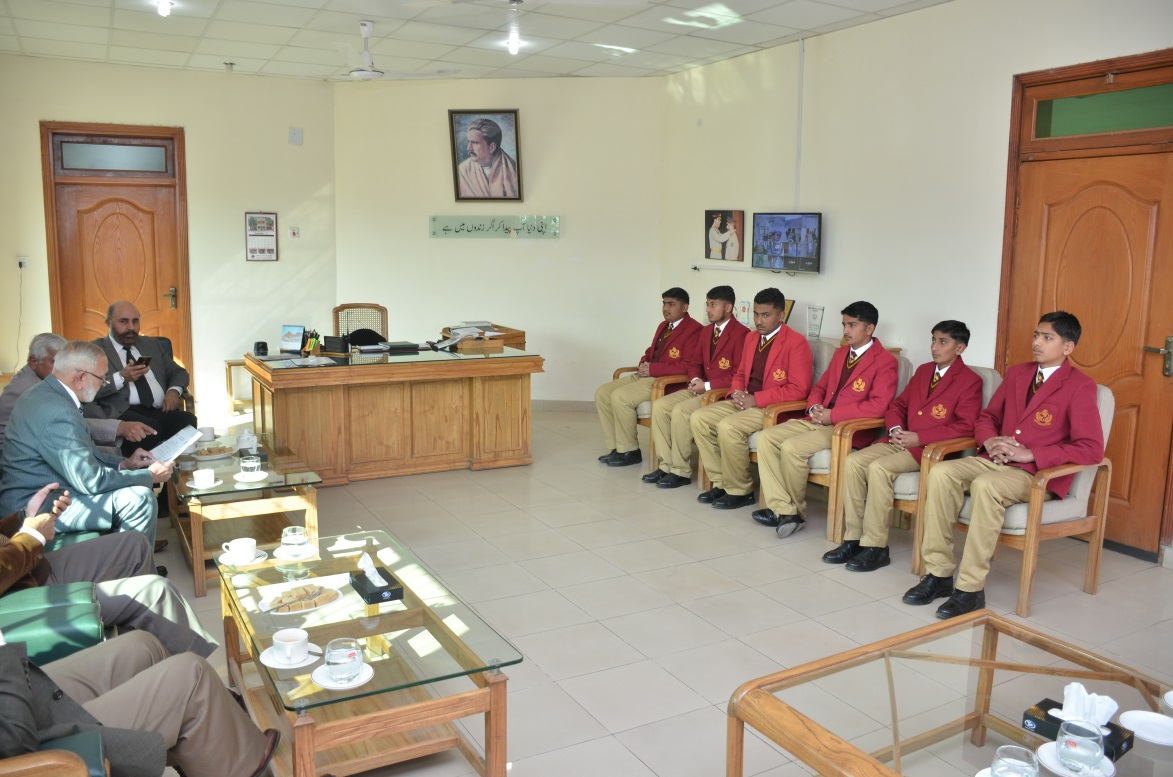 اپنی دنیا آپ پیدا کر اگر زندوں میں ہے